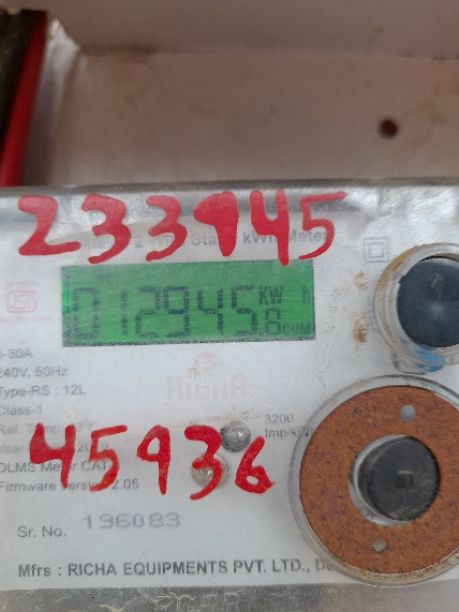 233945
kWh Meter
012945.8 KW h
CUM
5-30A
240V, 50Hz
RICHA
Type-RS : 12L
Class-1
3200
imp/k
45936
DLMS Meter CAT
Firmware Version 2.05
Sr. No. 196083
Mfrs : RICHA EQUIPMENTS PVT. LTD.,